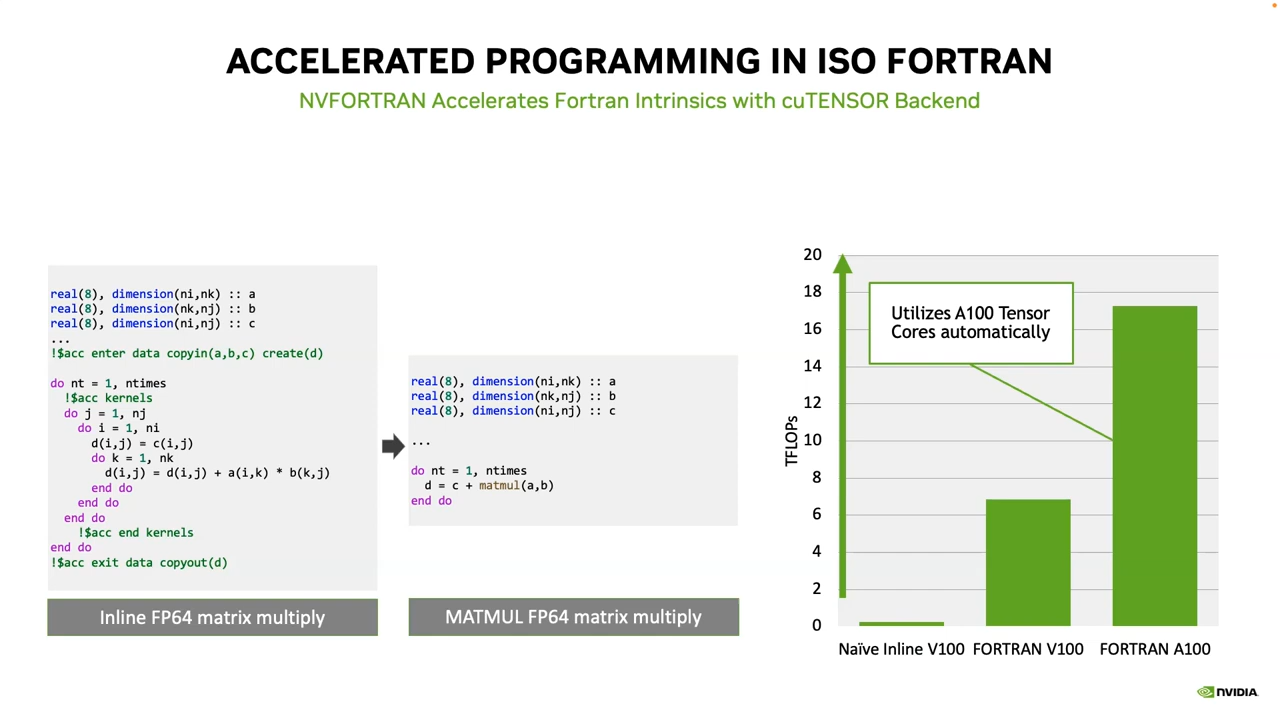 ACCELERATED PROGRAMMING IN ISO FORTRAN
NVFORTRAN Accelerates Fortran Intrinsics with cuTENSOR Backend
real(8), dimension(ni,nk) :: a
real(8), dimension(nk,nj) :: b
real(8), dimension(ni,nj) :: c
...
!$acc enter data copyin(a,b,c) create(d)
do nt = 1, ntimes
!$acc kernels
do j = 1, nj
do i = 1, ni
d(i,j) = c(i,j)
do k = 1, nk
d(i,j) = d(i,j) + a(i,k) * b(k,j)
end do
end do
end do
!$acc end kernels
end do
!$acc exit data copyout(d)
Inline FP64 matrix multiply
real(8), dimension(ni,nk) :: a
real(8), dimension(nk,nj) :: b
real(8), dimension(ni,nj) :: c
...
do nt = 1, ntimes
d = c + matmul(a,b)
end do
MATMUL FP64 matrix multiply
TFLOPs
20
18
16
14
12
10
8
6
4
2
0
Utilizes A100 Tensor
Cores automatically
Naïve Inline V100 FORTRAN V100 FORTRAN A100
NVIDIA.